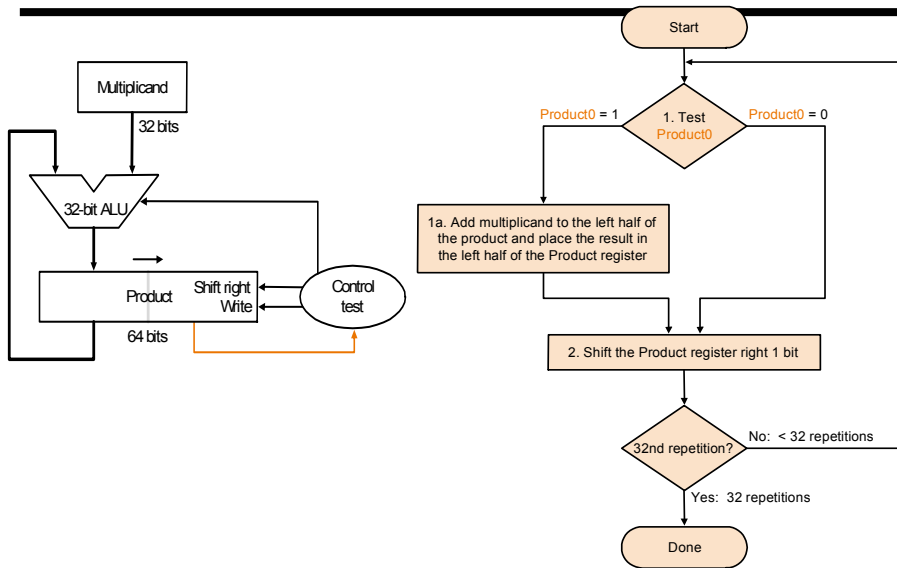 Multiplicand
32 bits
32-bit ALU
Product
Shift right
Write
Control
test
64 bits
Start
1. Test
Product0
Product0 = 1
Product0 = 0
1a. Add multiplicand to the left half of
the product and place the result in
the left half of the Product register
2. Shift the Product register right 1 bit
32nd repetition?
No: < 32 repetitions
Yes: 32 repetitions
Done